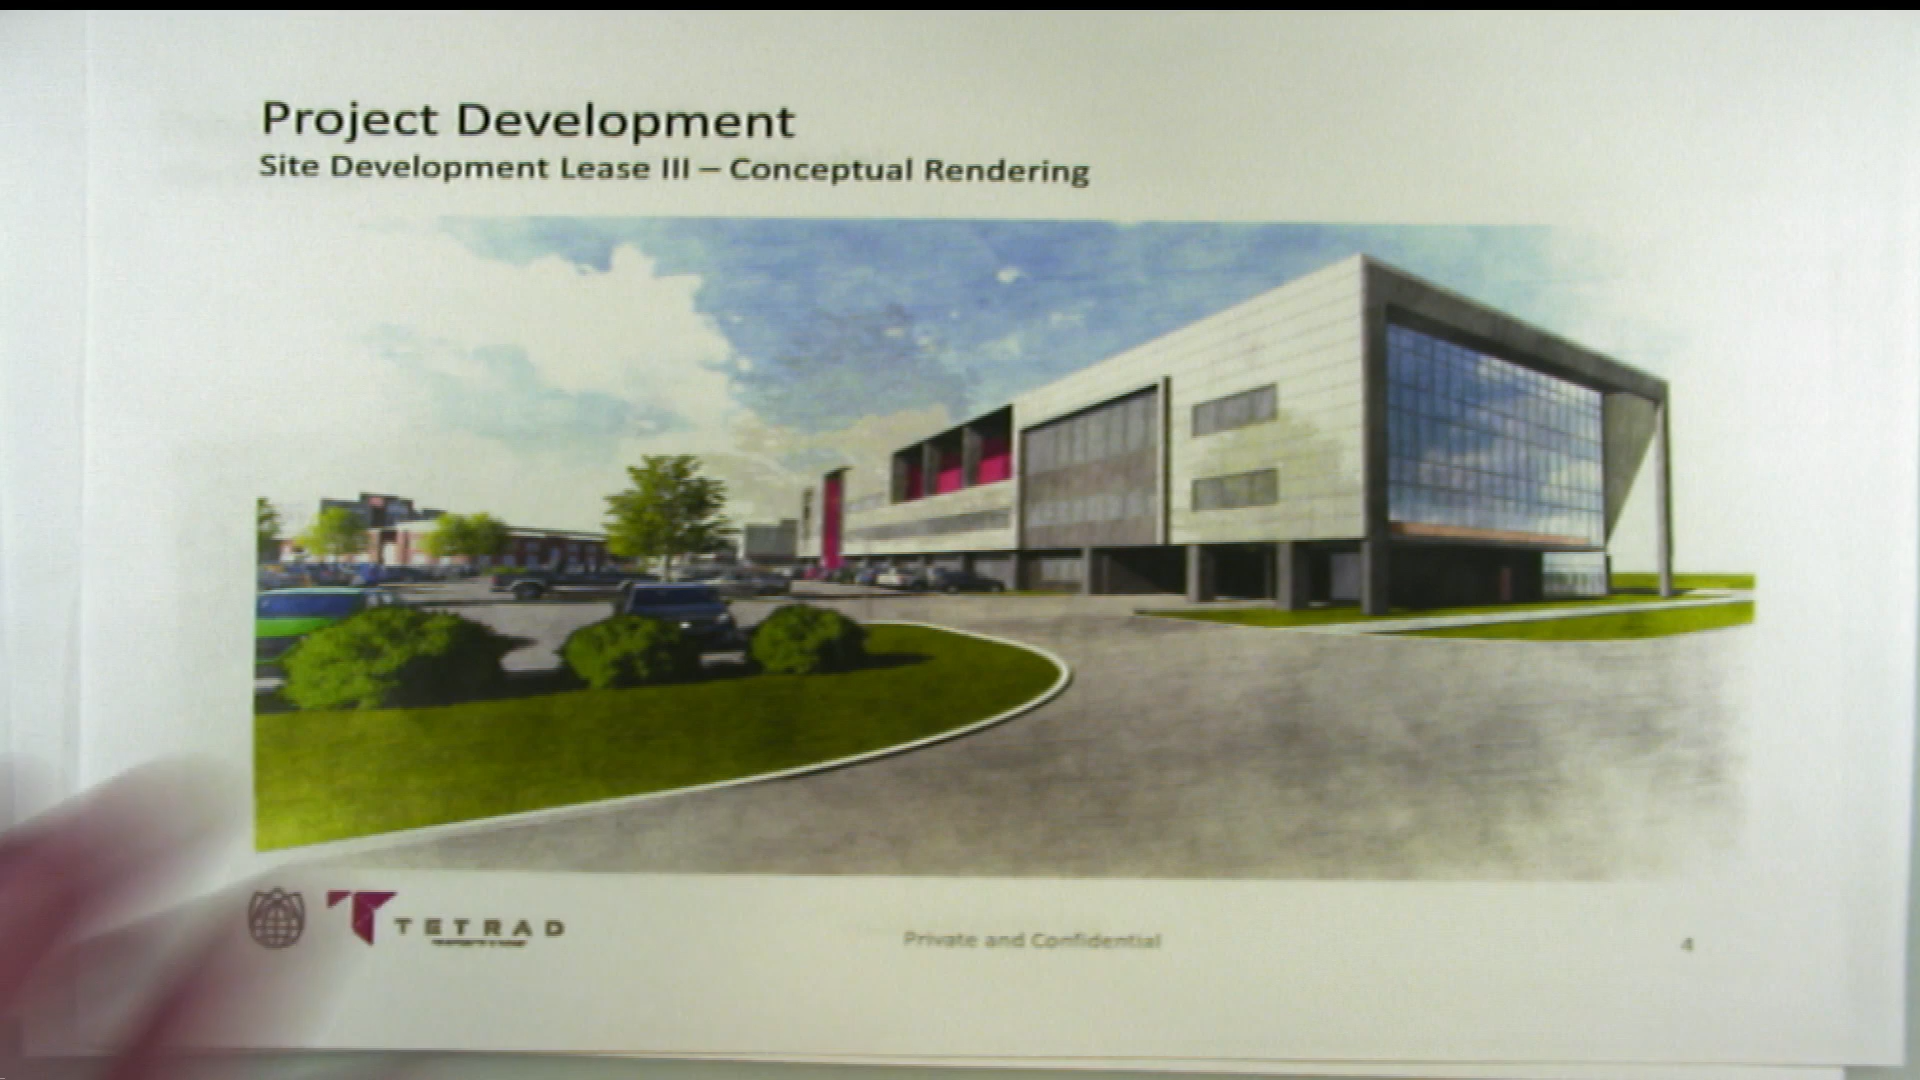 Project Development
Site Development Lease III – Conceptual Rendering
TETRAD
Private and Confidential
4